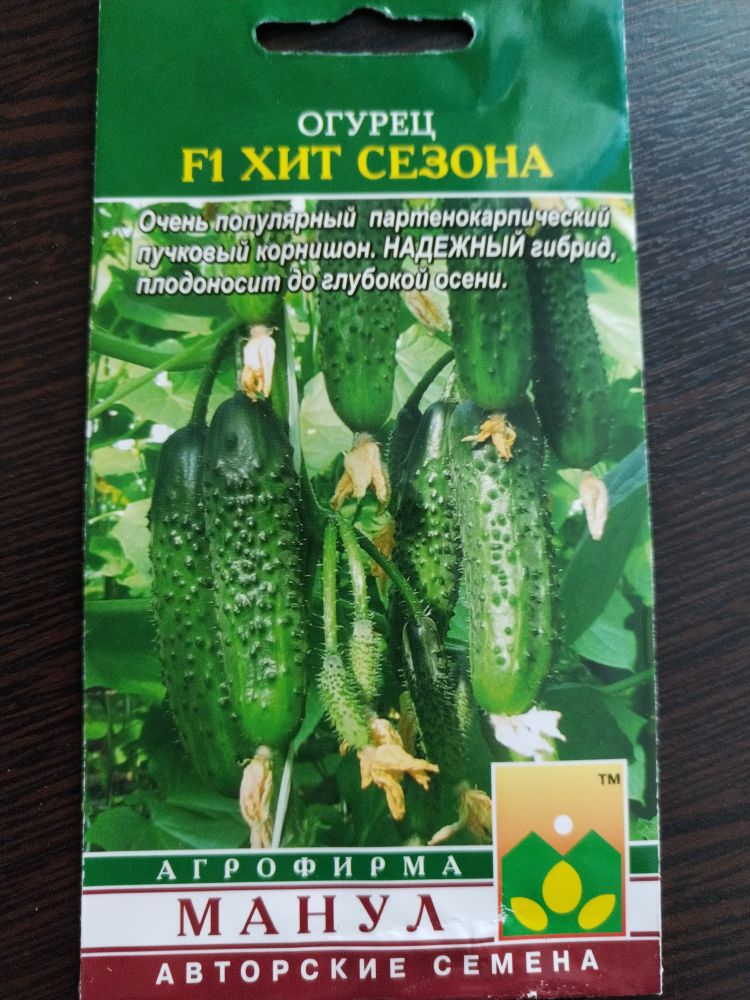 ОГУРЕЦ
F1 ХИТ СЕЗОНА
Очень популярный партенокарпический
пучковый корнишон. НАДЕЖНЫЙ гибрид,
плодоносит до глубокой осени.
TM
АГРОФИРМА
МАНУЛ
АВТОРСКИЕ СЕМЕНА